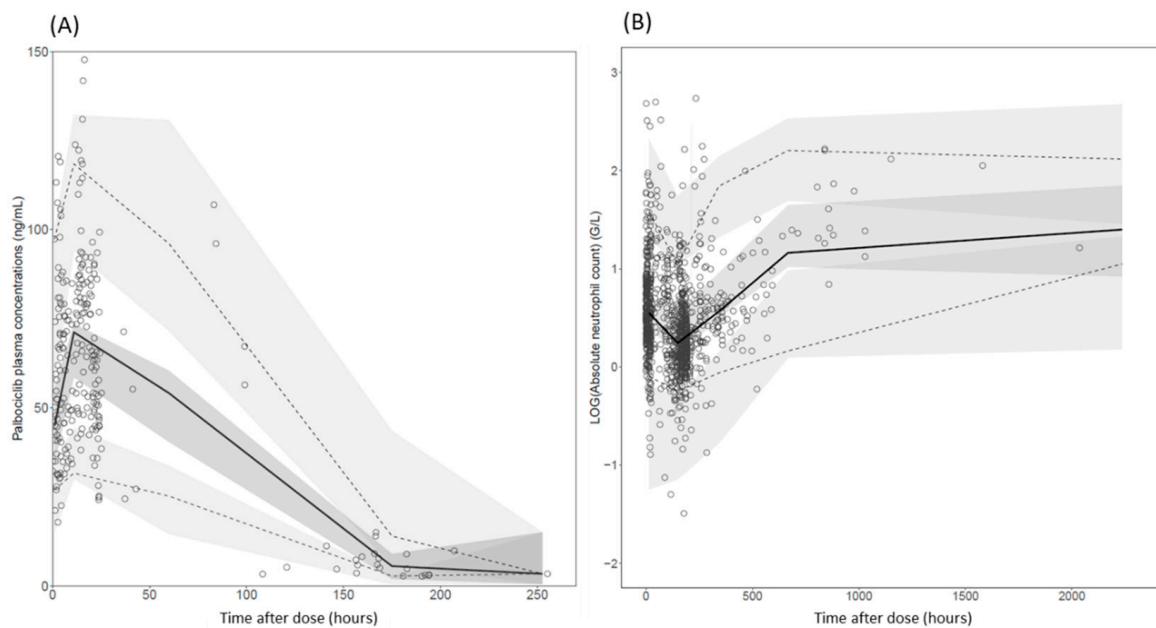 (A)
150
100
50
0
Palbociclib plasma concentrations (ng/mL)
0 50 100 150 200 250
Time after dose (hours)
(B)
3
2
1
0
−1
−2
LOG(Absolute neutrophil count) (G/L)
0 500 1000 1500 2000
Time after dose (hours)